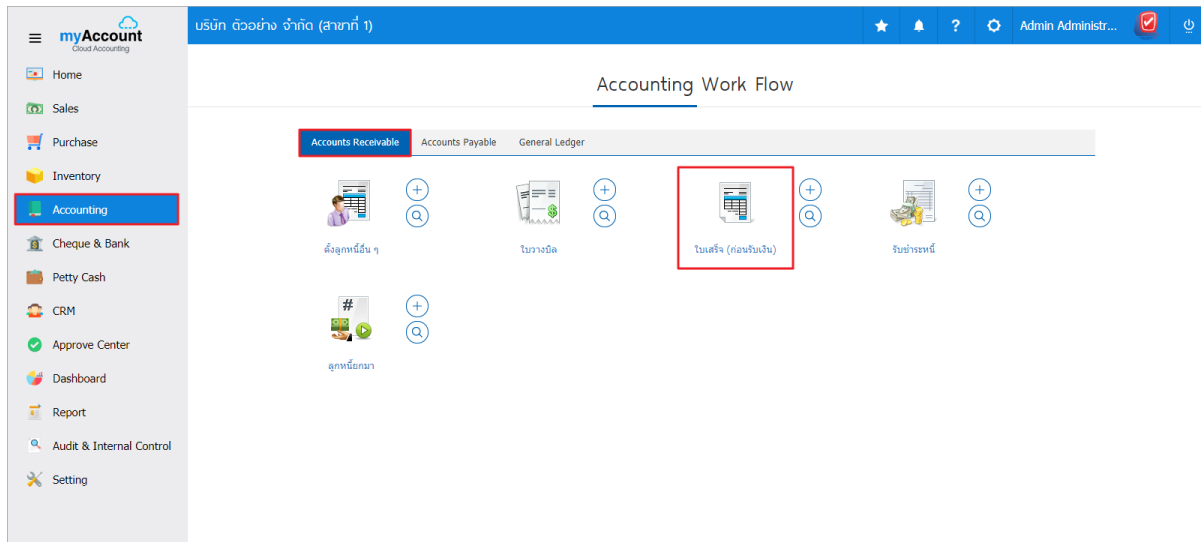 myAccount
Cloud Accounting
บริษัท ตัวอย่าง จำกัด (สาขาที่ 1)
? Admin Administr...
Home
Sales
Purchase
Inventory
Accounting
Cheque & Bank
Petty Cash
CRM
Approve Center
Dashboard
Report
Audit & Internal Control
Setting
Accounting Work Flow
Accounts Receivable Accounts Payable General Ledger
ตั้งลูกหนี้อื่น ๆ ใบวางบิล ใบเสร็จ (ก่อนรับเงิน) รับชำระหนี้
#
ลูกหนี้ยกมา